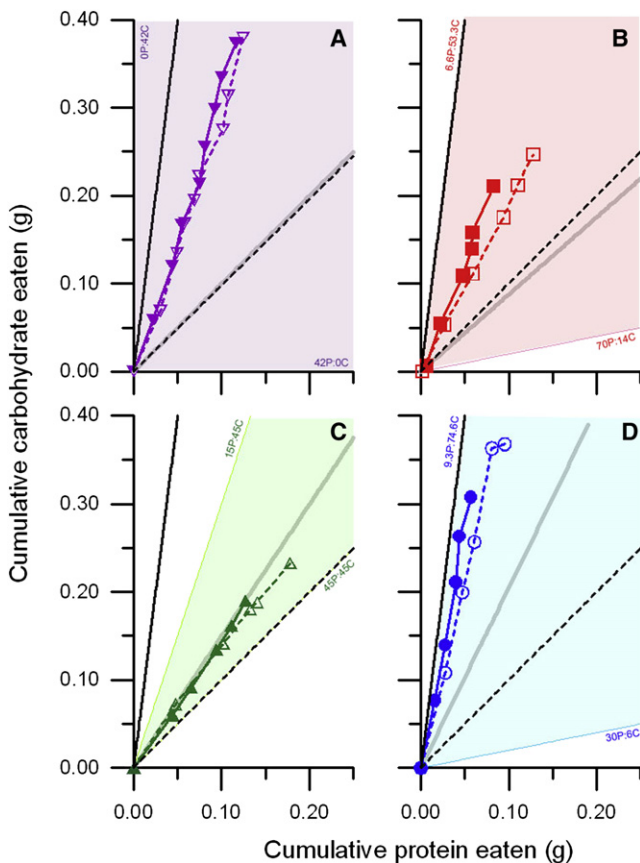 A
B
0P:42C
6.6P:53.3C
0.40
0.30
0.20
0.10
0.00
42P:0C
70P:14C
Cumulative carbohydrate eaten (g)
C
D
15P:45C
9.3P:74.6C
0.40
0.30
0.20
0.10
0.00
45P:45C
30P:6C
0.00 0.10 0.20 0.00 0.10 0.20
Cumulative protein eaten (g)